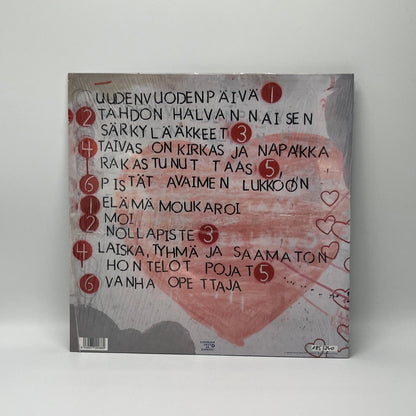 UUDENVUODENPÄIVÄ 1
2 TAHDON HALVAN NAISEN
SÄRKYLÄÄKKEET 3
4 TAIVAS ON KIRKAS JA NAPAKKA
RAKASTUNUT TAAS 5
6 PISTÄT AVAIMEN LUKKOON
1 ELÄMÄ MOUKAROI
2 MOI
NOLLAPISTE 3
4 LAISKA, TYHMÄ JA SAAMATON
HONTELOT POJAT 5
6 VANHA OPETTAJA